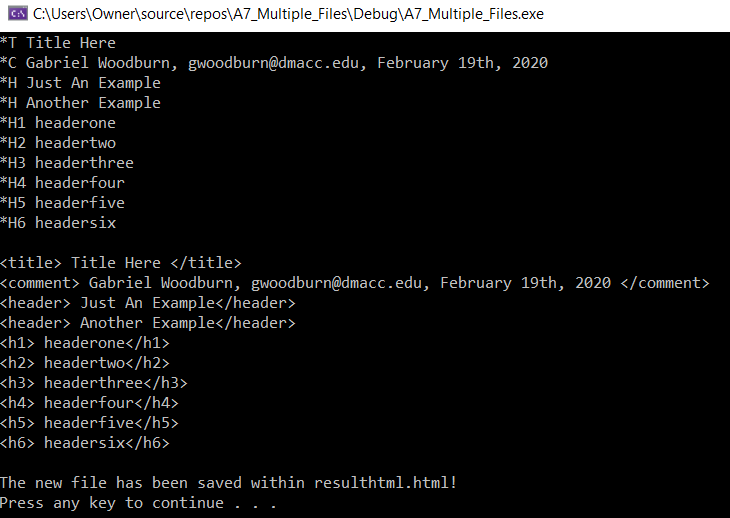 C:\Users\Owner\source\repos\A7_Multiple_Files\Debug\A7_Multiple_Files.exe
*T Title Here
*C Gabriel Woodburn, gwoodburn@dmacc.edu, February 19th, 2020
*H Just An Example
*H Another Example
*H1 headerone
*H2 headertwo
*H3 headerthree
*H4 headerfour
*H5 headerfive
*H6 headersix
<title> Title Here </title>
<comment> Gabriel Woodburn, gwoodburn@dmacc.edu, February 19th, 2020 </comment>
<header> Just An Example</header>
<header> Another Example</header>
<h1> headerone</h1>
<h2> headertwo</h2>
<h3> headerthree</h3>
<h4> headerfour</h4>
<h5> headerfive</h5>
<h6> headersix</h6>
The new file has been saved within resulthtml.html!
Press any key to continue . . .